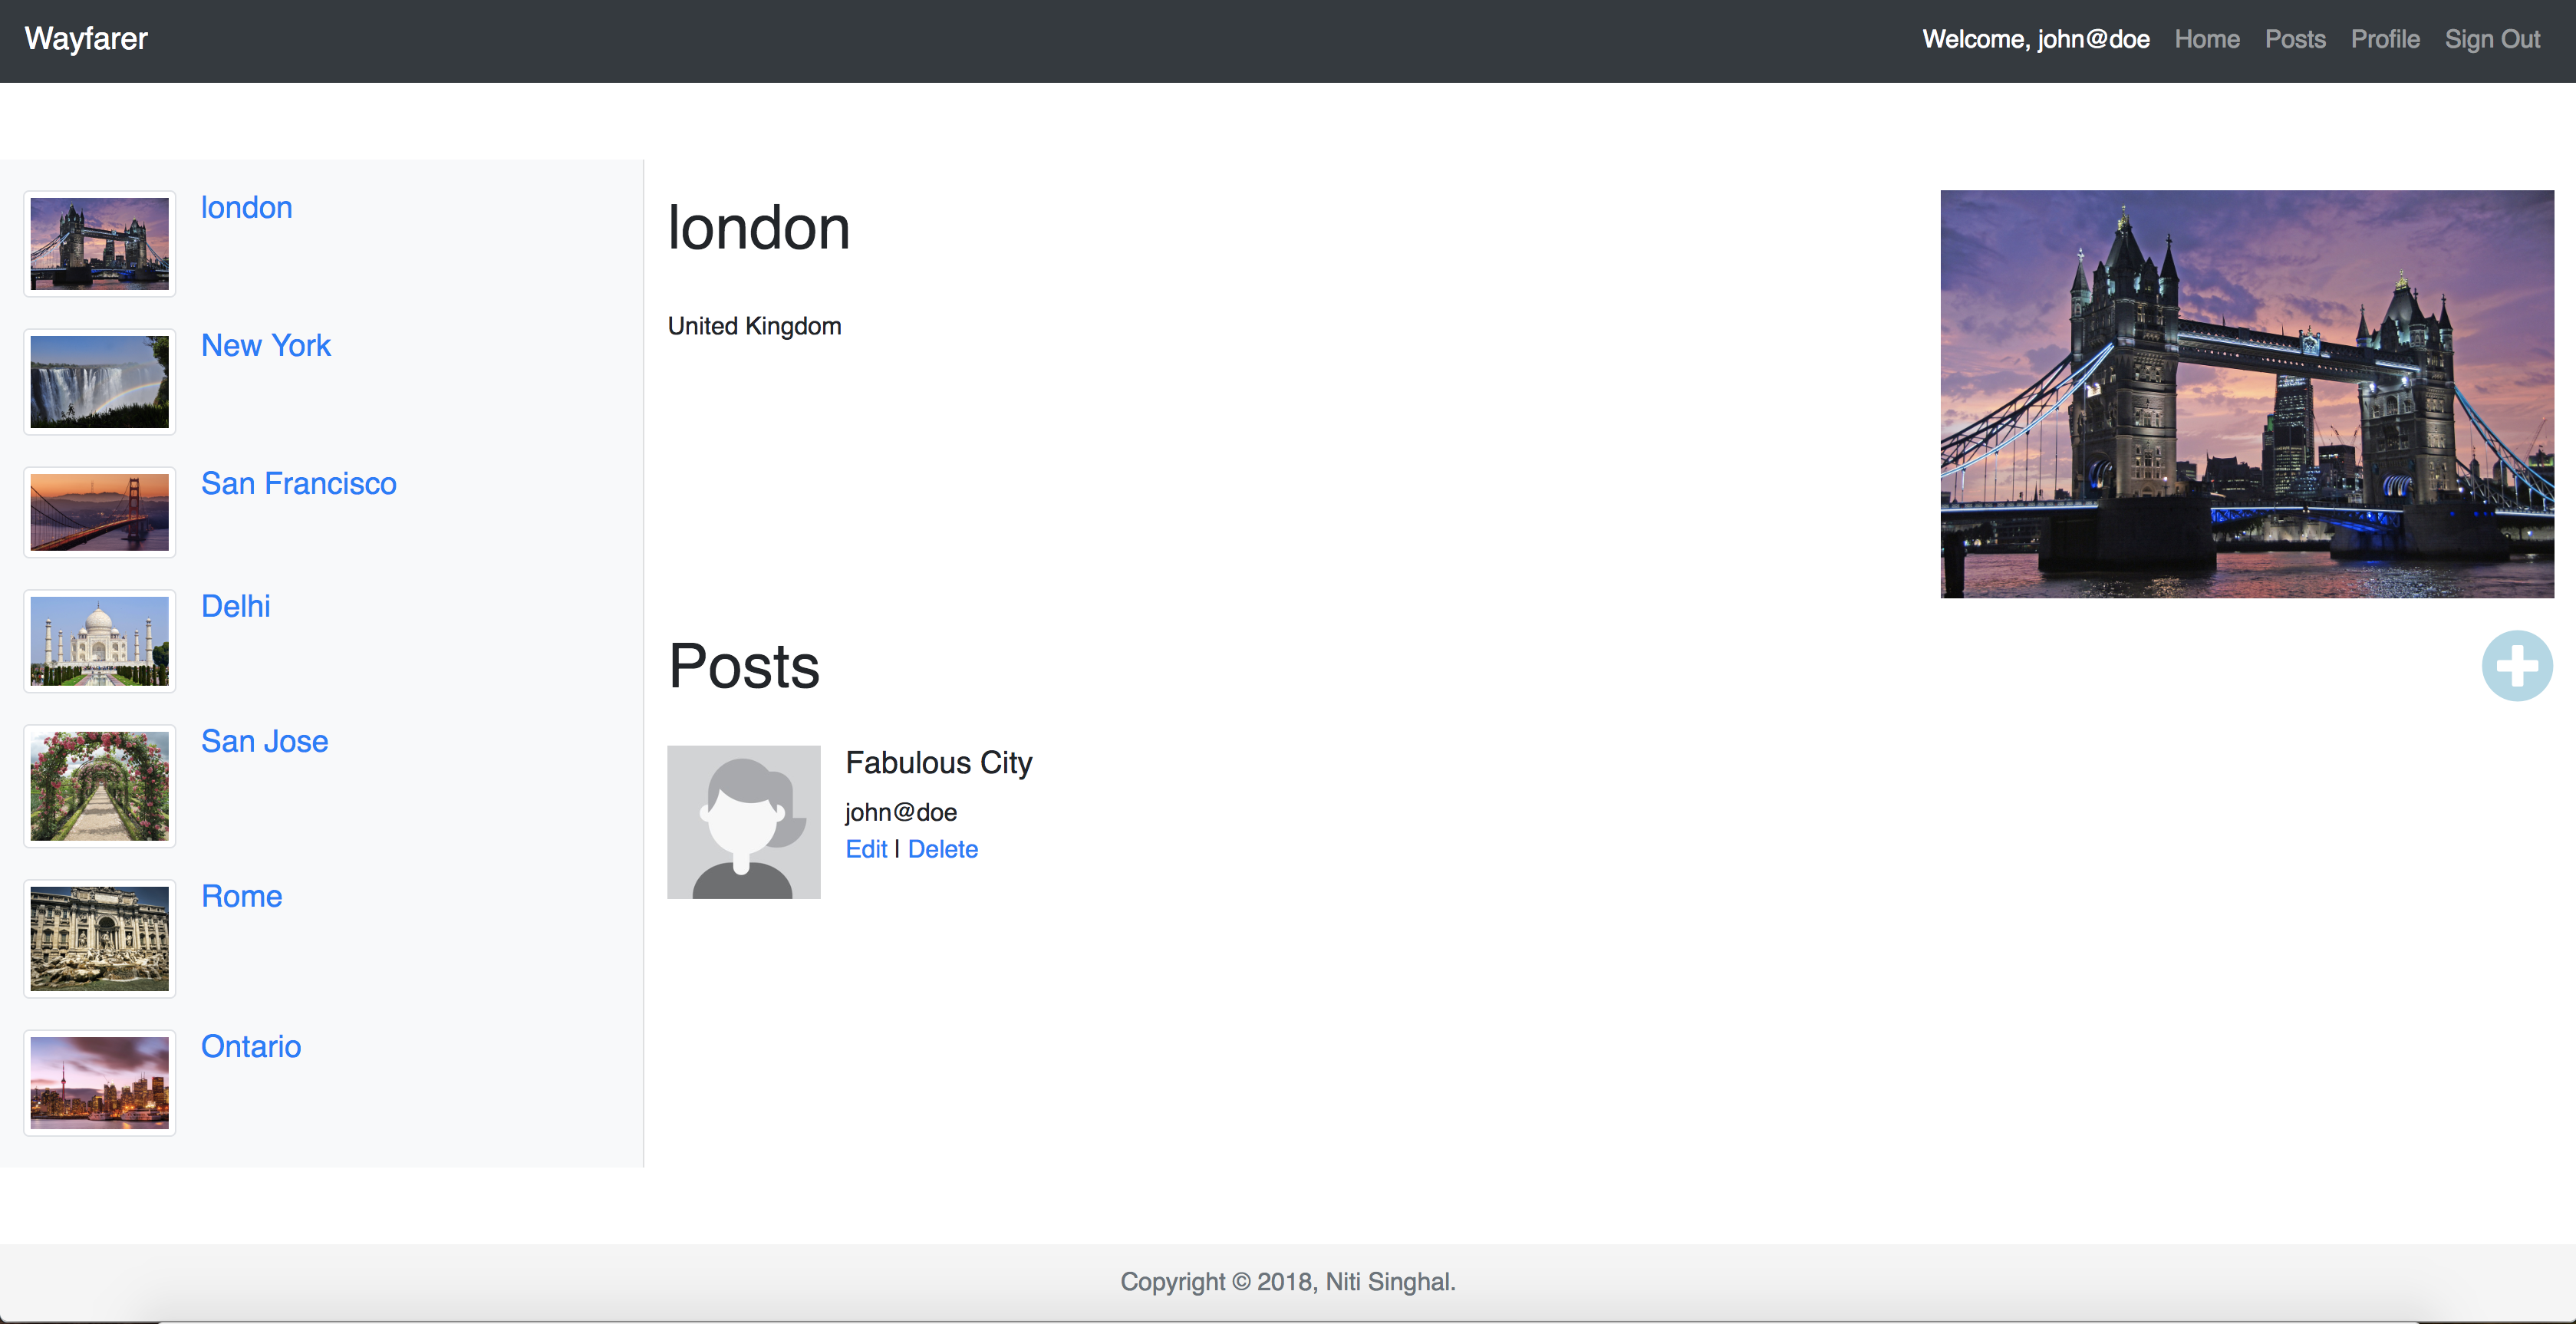 Wayfarer
Welcome, john@doe Home Posts Profile Sign Out
london
New York
San Francisco
Delhi
San Jose
Rome
Ontario
london
United Kingdom
Posts
Fabulous City
john@doe
Edit | Delete
Copyright © 2018, Niti Singhal.